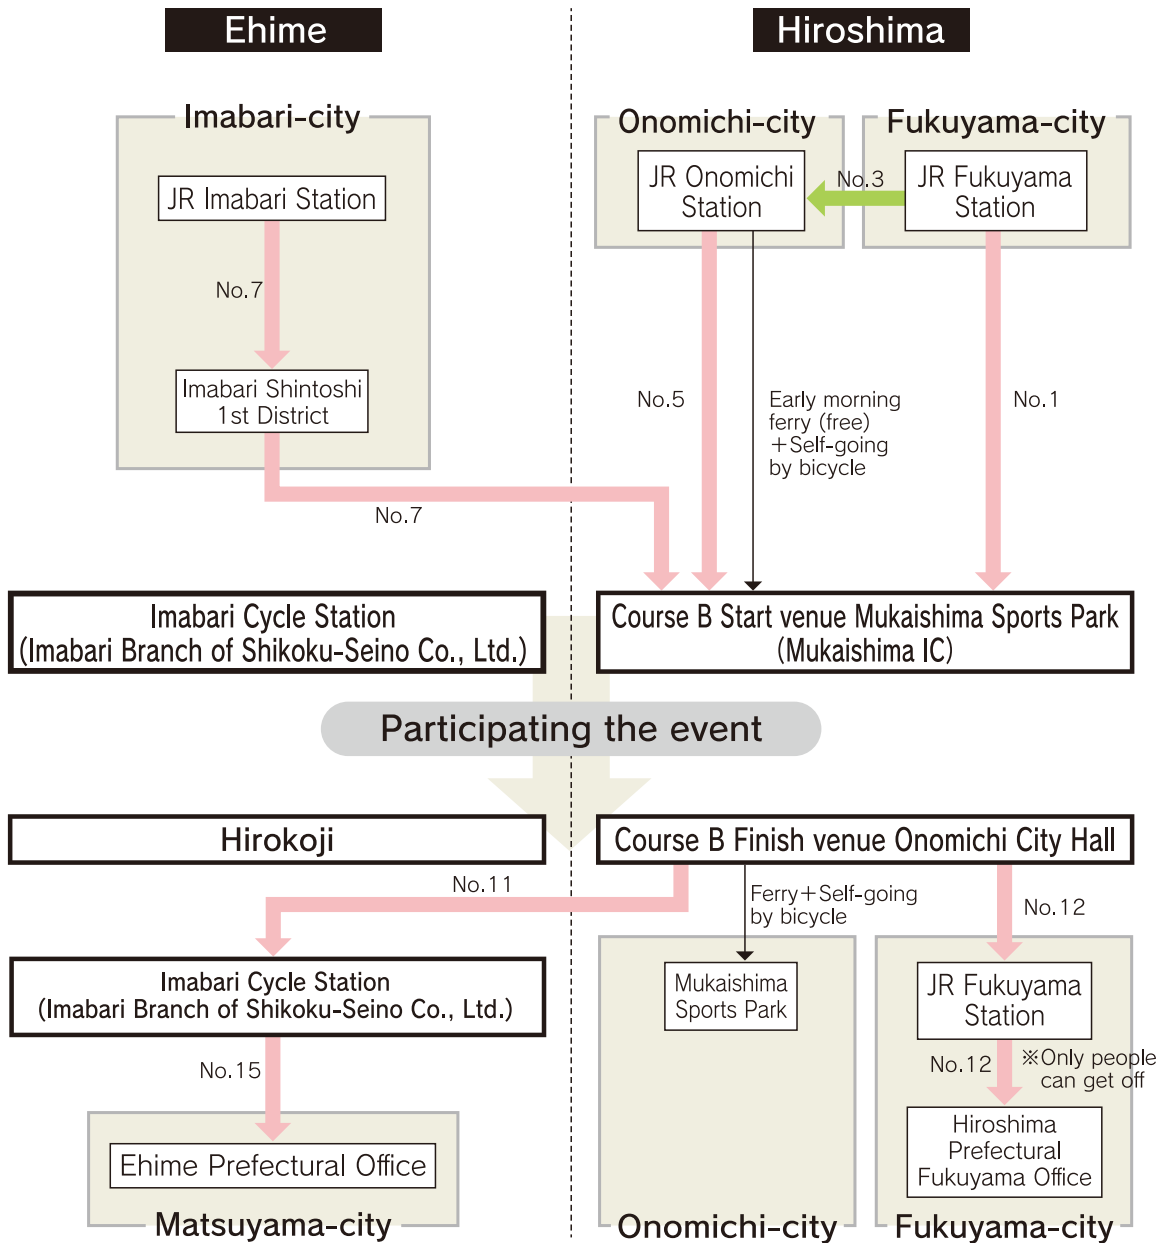 Ehime
Hiroshima
Imabari-city
Onomichi-city
Fukuyama-city
JR Imabari Station
JR Onomichi
Station
No.3
JR Fukuyama
Station
No.7
Imabari Shintoshi
1st District
No.5
Early morning
ferry (free)
+Self-going
by bicycle
No.1
No.7
Imabari Cycle Station
(Imabari Branch of Shikoku-Seino Co., Ltd.)
Course B Start venue Mukaishima Sports Park
(Mukaishima IC)
Participating the event
Hirokoji
Course B Finish venue Onomichi City Hall
No.11
Ferry+Self-going
by bicycle
No.12
Imabari Cycle Station
(Imabari Branch of Shikoku-Seino Co., Ltd.)
Mukaishima
Sports Park
JR Fukuyama
Station
No.15
No.12
※Only people
can get off
Ehime Prefectural Office
Hiroshima
Prefectural
Fukuyama Office
Matsuyama-city
Onomichi-city
Fukuyama-city